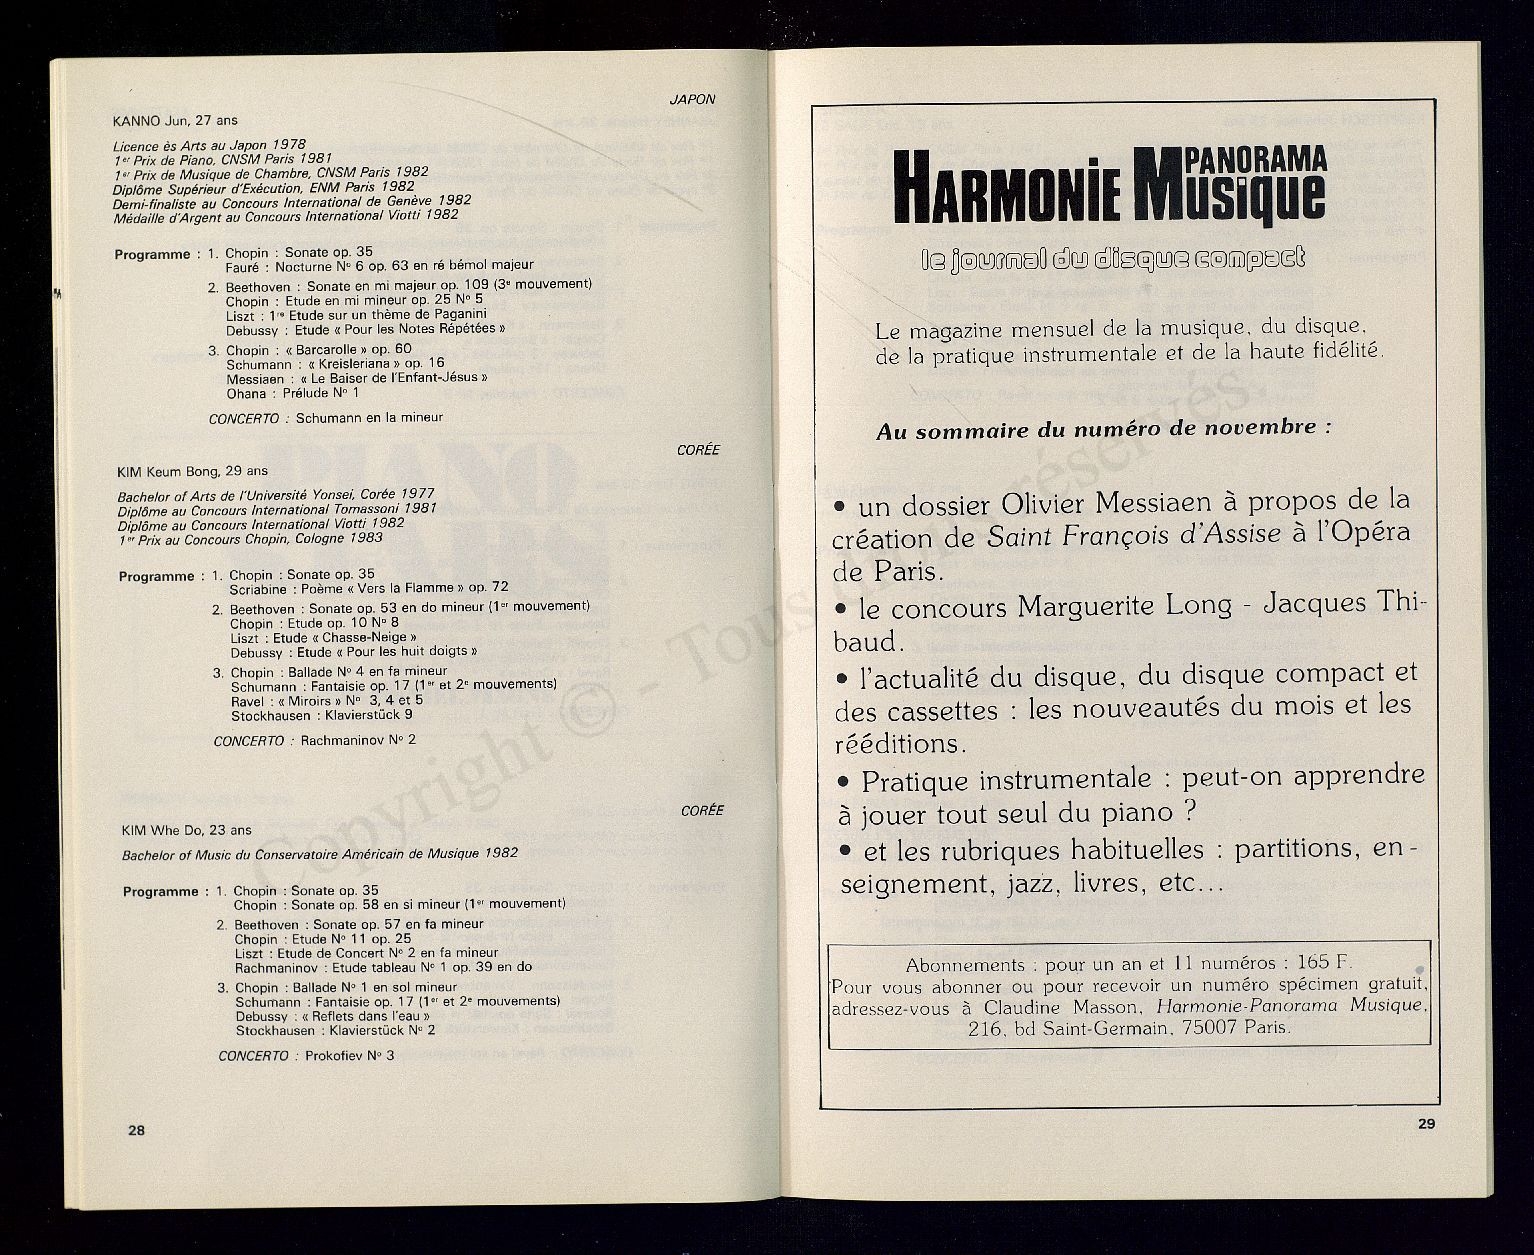 JAPON
KANNO Jun, 27 ans
Licence ès Arts au Japon 1978
1er Prix de Piano, CNSM Paris 1981
1er Prix de Musique de Chambre, CNSM Paris 1982
Diplôme Supérieur d'Exécution, ENM Paris 1982
Demi-finaliste au Concours International de Genève 1982
Médaille d'Argent au Concours International Viotti 1982
Programme : 1. Chopin : Sonate op. 35
Fauré : Nocturne No 6 op. 63 en ré bémol majeur
2. Beethoven : Sonate en mi majeur op. 109 (3e mouvement)
Chopin : Etude en mi mineur op. 25 No 5
Liszt : 1re Etude sur un thème de Paganini
Debussy : Etude « Pour les Notes Répétées »
3. Chopin : « Barcarolle » op. 60
Schumann : « Kreisleriana » op. 16
Messiaen : « Le Baiser de l'Enfant-Jésus »
Ohana : Prélude No 1
CONCERTO : Schumann en la mineur
CORÉE
KIM Keum Bong, 29 ans
Bachelor of Arts de l'Université Yonsei, Corée 1977
Diplôme au Concours International Tomassoni 1981
Diplôme au Concours International Viotti 1982
1er Prix au Concours Chopin, Cologne 1983
Programme : 1. Chopin : Sonate op. 35
Scriabine : Poème « Vers la Flamme » op. 72
2. Beethoven : Sonate op. 53 en do mineur (1er mouvement)
Chopin : Etude op. 10 No 8
Liszt : Etude « Chasse-Neige »
Debussy : Etude « Pour les huit doigts »
3. Chopin : Ballade No 4 en fa mineur
Schumann : Fantaisie op. 17 (1er et 2e mouvements)
Ravel : « Miroirs » No 3, 4 et 5
Stockhausen : Klavierstück 9
CONCERTO : Rachmaninov No 2
CORÉE
KIM Whe Do, 23 ans
Bachelor of Music du Conservatoire Américain de Musique 1982
Programme : 1. Chopin : Sonate op. 35
Chopin : Sonate op. 58 en si mineur (1er mouvement)
2. Beethoven : Sonate op. 57 en fa mineur
Chopin : Etude No 11 op. 25
Liszt : Etude de Concert No 2 en fa mineur
Rachmaninov : Etude tableau No 1 op. 39 en do
3. Chopin : Ballade No 1 en sol mineur
Schumann : Fantaisie op. 17 (1er et 2e mouvements)
Debussy : « Reflets dans l'eau »
Stockhausen : Klavierstück No 2
CONCERTO : Prokofiev No 3
28
HARMONIE PANORAMA Musique
le journal du disque compact
Le magazine mensuel de la musique, du disque,
de la pratique instrumentale et de la haute fidélité.
Au sommaire du numéro de novembre :
• un dossier Olivier Messiaen à propos de la
création de Saint François d'Assise à l'Opéra
de Paris.
• le concours Marguerite Long - Jacques Thi-
baud.
• l'actualité du disque, du disque compact et
des cassettes : les nouveautés du mois et les
rééditions.
• Pratique instrumentale : peut-on apprendre
à jouer tout seul du piano ?
• et les rubriques habituelles : partitions, en-
seignement, jazz, livres, etc...
Abonnements : pour un an et 11 numéros : 165 F.
Pour vous abonner ou pour recevoir un numéro spécimen gratuit,
adressez-vous à Claudine Masson, Harmonie-Panorama Musique,
216, bd Saint-Germain, 75007 Paris.
29
Copyright © - Tous droits réservés.